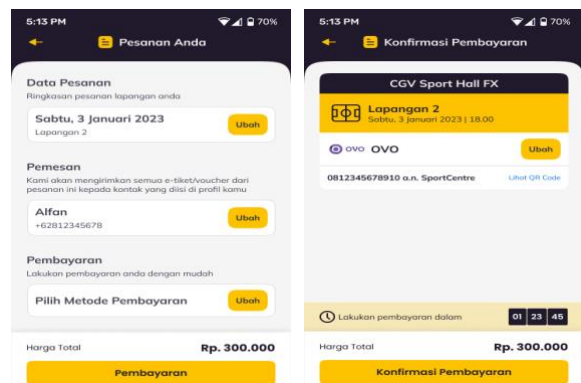 5:13 PM
70%
Pesanan Anda
Data Pesanan
Ringkasan pesanan lapangan anda
Sabtu, 3 Januari 2023
Lapangan 2
Ubah
Pemesan
Kami akan mengirimkan semua e-tiket/voucher dari
pesanan ini kepada kontak yang diisi di profil kamu
Alfan
+62812345678
Ubah
Pembayaran
Lakukan pembayaran anda dengan mudah
Pilih Metode Pembayaran
Ubah
Harga Total
Rp. 300.000
Pembayaran
5:13 PM
70%
Konfirmasi Pembayaran
CGV Sport Hall FX
Lapangan 2
Sabtu, 3 Januari 2023 | 18.00
OVO OVO
Ubah
0812345678910 a.n. SportCentre
Lihat QR Code
Lakukan pembayaran dalam
01 23 45
Harga Total
Rp. 300.000
Konfirmasi Pembayaran